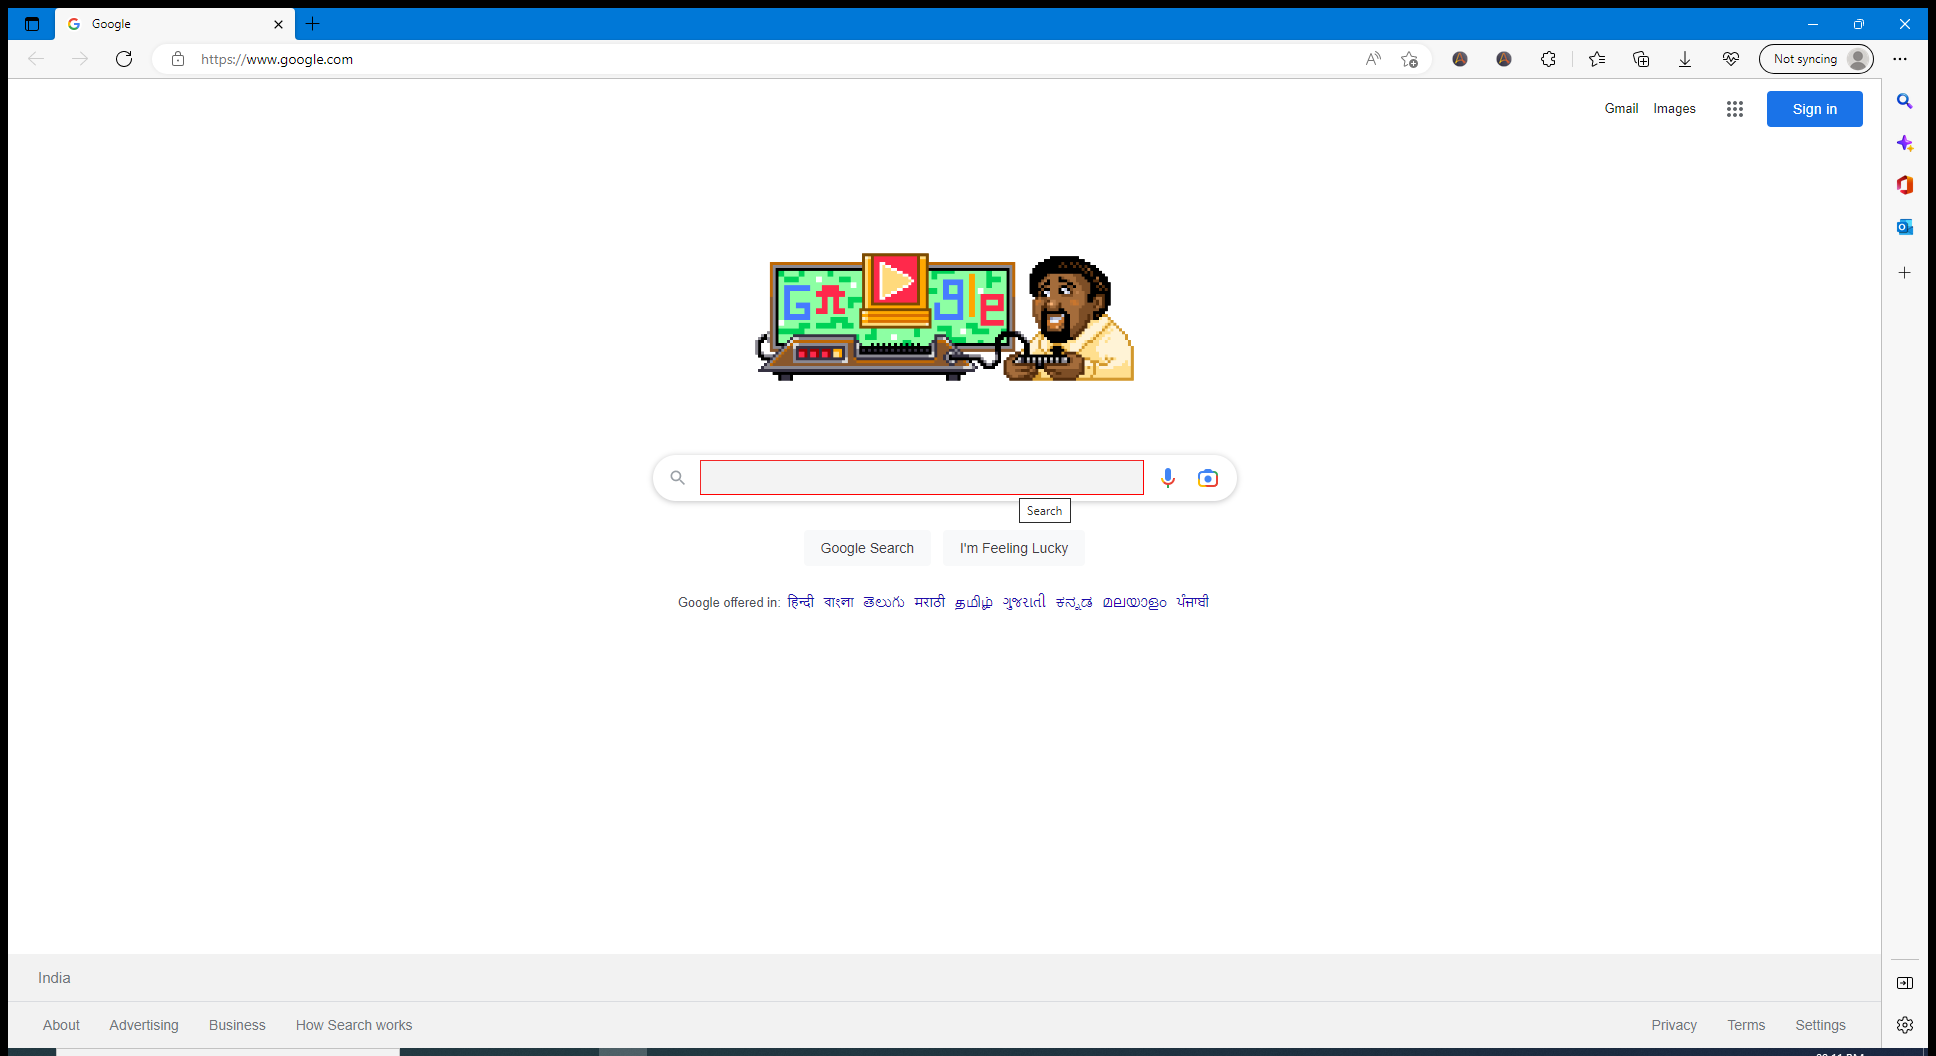 Google
https://www.google.com
Not syncing
Gmail Images
Sign in
Google
Search
Google Search I'm Feeling Lucky
Google offered in: हिन्दी বাংলা తెలుగు मराठी தமிழ் ગુજરાતી ಕನ್ನಡ മലയാളം ਪੰਜਾਬੀ
India
About Advertising Business How Search works Privacy Terms Settings